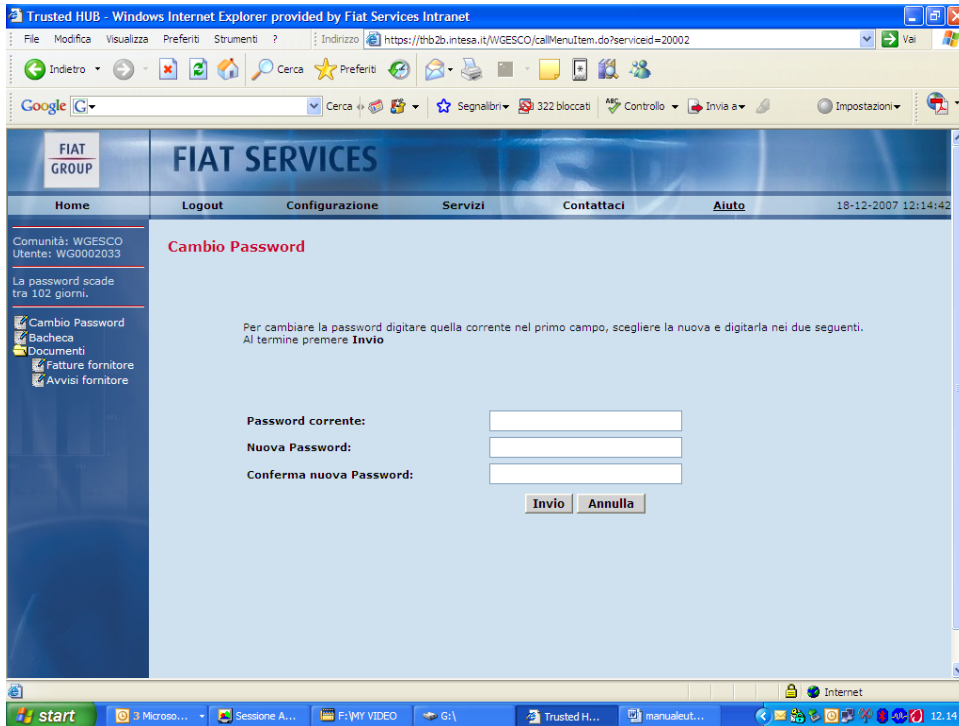 Trusted HUB - Windows Internet Explorer provided by Fiat Services Intranet
File Modifica Visualizza Preferiti Strumenti ? Indirizzo https://thb2b.intesa.it/WGESCO/callMenuItem.do?serviceid=20002 Vai
Indietro Cerca Preferiti
Google G Cerca Segnalibri 322 bloccati ABC Controllo Invia a Impostazioni
FIAT
GROUP
FIAT SERVICES
Home Logout Configurazione Servizi Contattaci Aiuto 18-12-2007 12:14:42
Comunità: WGESCO
Utente: WG0002033
La password scade
tra 102 giorni.
Cambio Password
Bacheca
Documenti
Fatture fornitore
Avvisi fornitore
Cambio Password
Per cambiare la password digitare quella corrente nel primo campo, scegliere la nuova e digitarla nei due seguenti.
Al termine premere Invio
Password corrente:
Nuova Password:
Conferma nuova Password:
Invio Annulla
Internet
start 3 Microso... Sessione A... F:\MY VIDEO G:\ Trusted H... manualeut... 12.14